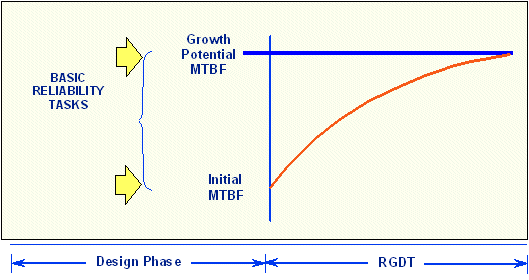 Growth
Potential
MTBF
BASIC
RELIABILITY
TASKS
Initial
MTBF
Design Phase
RGDT